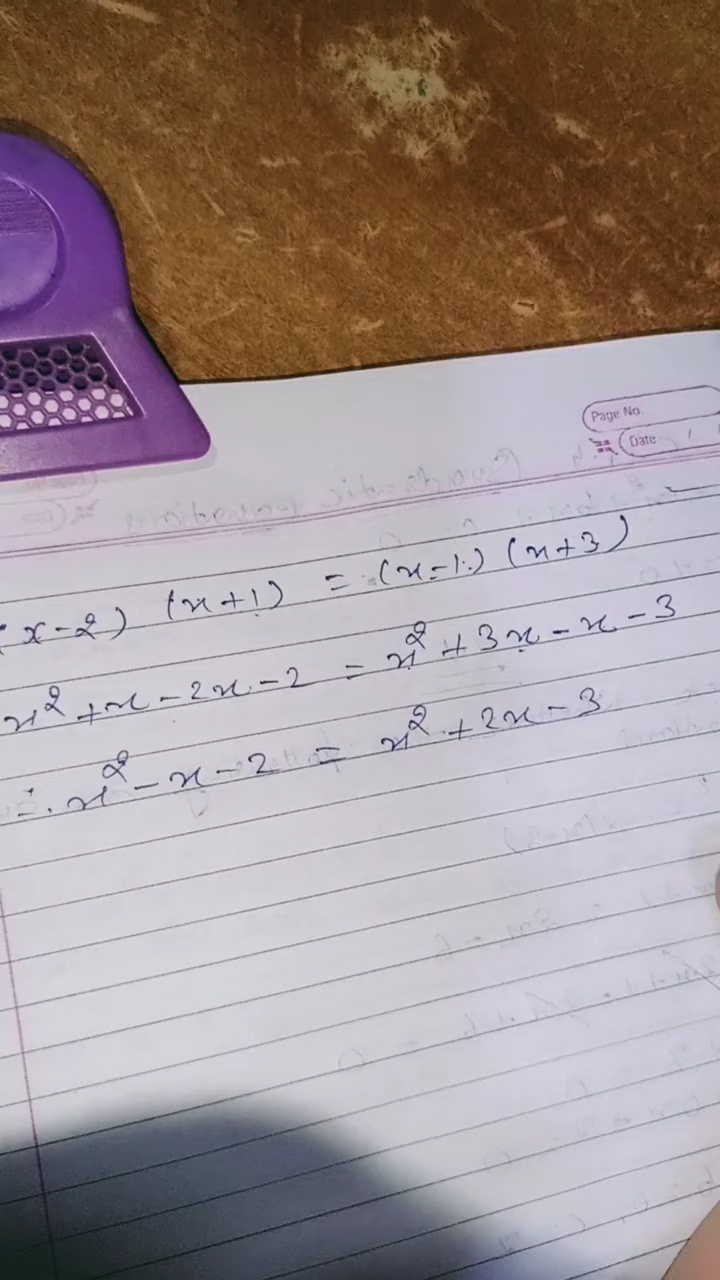 Page No.
Date
(x-2) (x+1) = (x-1) (x+3)
x² + x - 2x - 2 = x² + 3x - x - 3
∴ x² - x - 2 = x² + 2x - 3